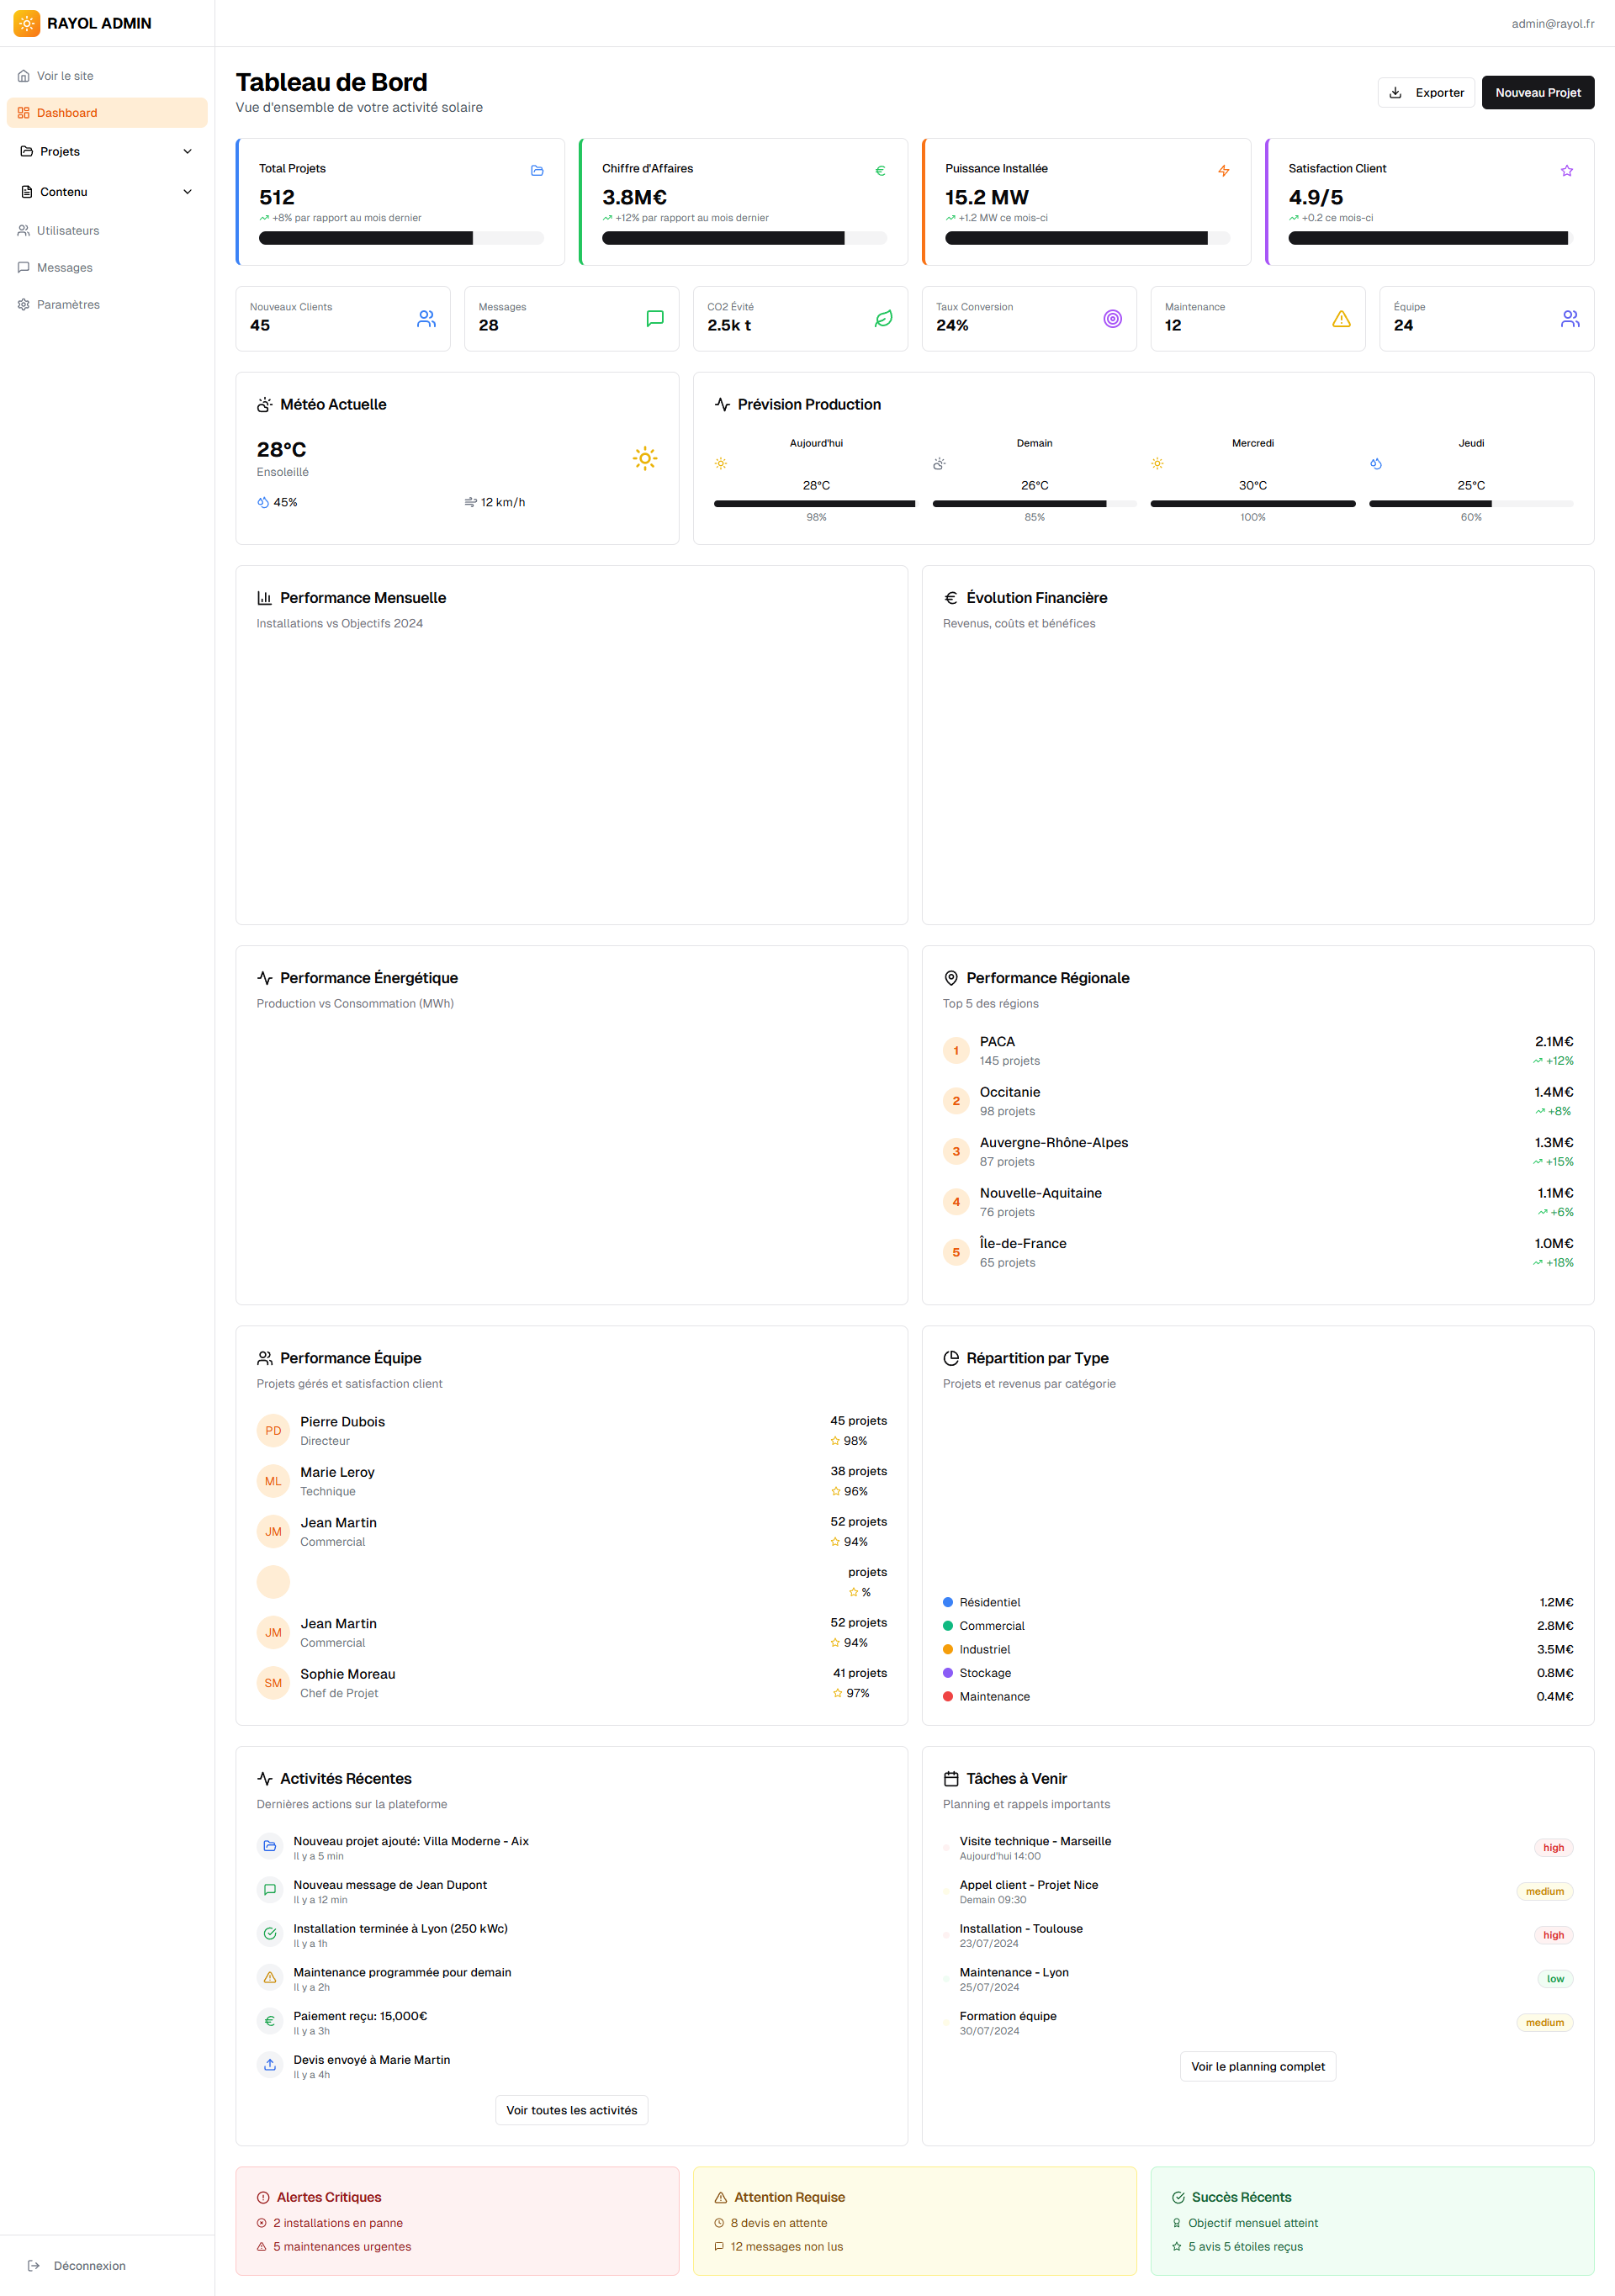 RAYOL ADMIN
admin@rayol.fr
Voir le site
Dashboard
Projets
Contenu
Utilisateurs
Messages
Paramètres
Déconnexion
Tableau de Bord
Vue d'ensemble de votre activité solaire
Exporter
Nouveau Projet
Total Projets
512
+8% par rapport au mois dernier
Chiffre d'Affaires
3.8M€
+12% par rapport au mois dernier
Puissance Installée
15.2 MW
+1.2 MW ce mois-ci
Satisfaction Client
4.9/5
+0.2 ce mois-ci
Nouveaux Clients
45
Messages
28
CO2 Évité
2.5k t
Taux Conversion
24%
Maintenance
12
Équipe
24
Météo Actuelle
28°C
Ensoleillé
45%
12 km/h
Prévision Production
Aujourd'hui
28°C
98%
Demain
26°C
85%
Mercredi
30°C
100%
Jeudi
25°C
60%
Performance Mensuelle
Installations vs Objectifs 2024
Évolution Financière
Revenus, coûts et bénéfices
Performance Énergétique
Production vs Consommation (MWh)
Performance Régionale
Top 5 des régions
1
PACA
145 projets
2.1M€
+12%
2
Occitanie
98 projets
1.4M€
+8%
3
Auvergne-Rhône-Alpes
87 projets
1.3M€
+15%
4
Nouvelle-Aquitaine
76 projets
1.1M€
+6%
5
Île-de-France
65 projets
1.0M€
+18%
Performance Équipe
Projets gérés et satisfaction client
PD
Pierre Dubois
Directeur
45 projets
98%
ML
Marie Leroy
Technique
38 projets
96%
JM
Jean Martin
Commercial
52 projets
94%
projets
%
JM
Jean Martin
Commercial
52 projets
94%
SM
Sophie Moreau
Chef de Projet
41 projets
97%
Répartition par Type
Projets et revenus par catégorie
Résidentiel 1.2M€
Commercial 2.8M€
Industriel 3.5M€
Stockage 0.8M€
Maintenance 0.4M€
Activités Récentes
Dernières actions sur la plateforme
Nouveau projet ajouté: Villa Moderne - Aix
Il y a 5 min
Nouveau message de Jean Dupont
Il y a 12 min
Installation terminée à Lyon (250 kWc)
Il y a 1h
Maintenance programmée pour demain
Il y a 2h
Paiement reçu: 15,000€
Il y a 3h
Devis envoyé à Marie Martin
Il y a 4h
Voir toutes les activités
Tâches à Venir
Planning et rappels importants
Visite technique - Marseille
Aujourd'hui 14:00
high
Appel client - Projet Nice
Demain 09:30
medium
Installation - Toulouse
23/07/2024
high
Maintenance - Lyon
25/07/2024
low
Formation équipe
30/07/2024
medium
Voir le planning complet
Alertes Critiques
2 installations en panne
5 maintenances urgentes
Attention Requise
8 devis en attente
12 messages non lus
Succès Récents
Objectif mensuel atteint
5 avis 5 étoiles reçus